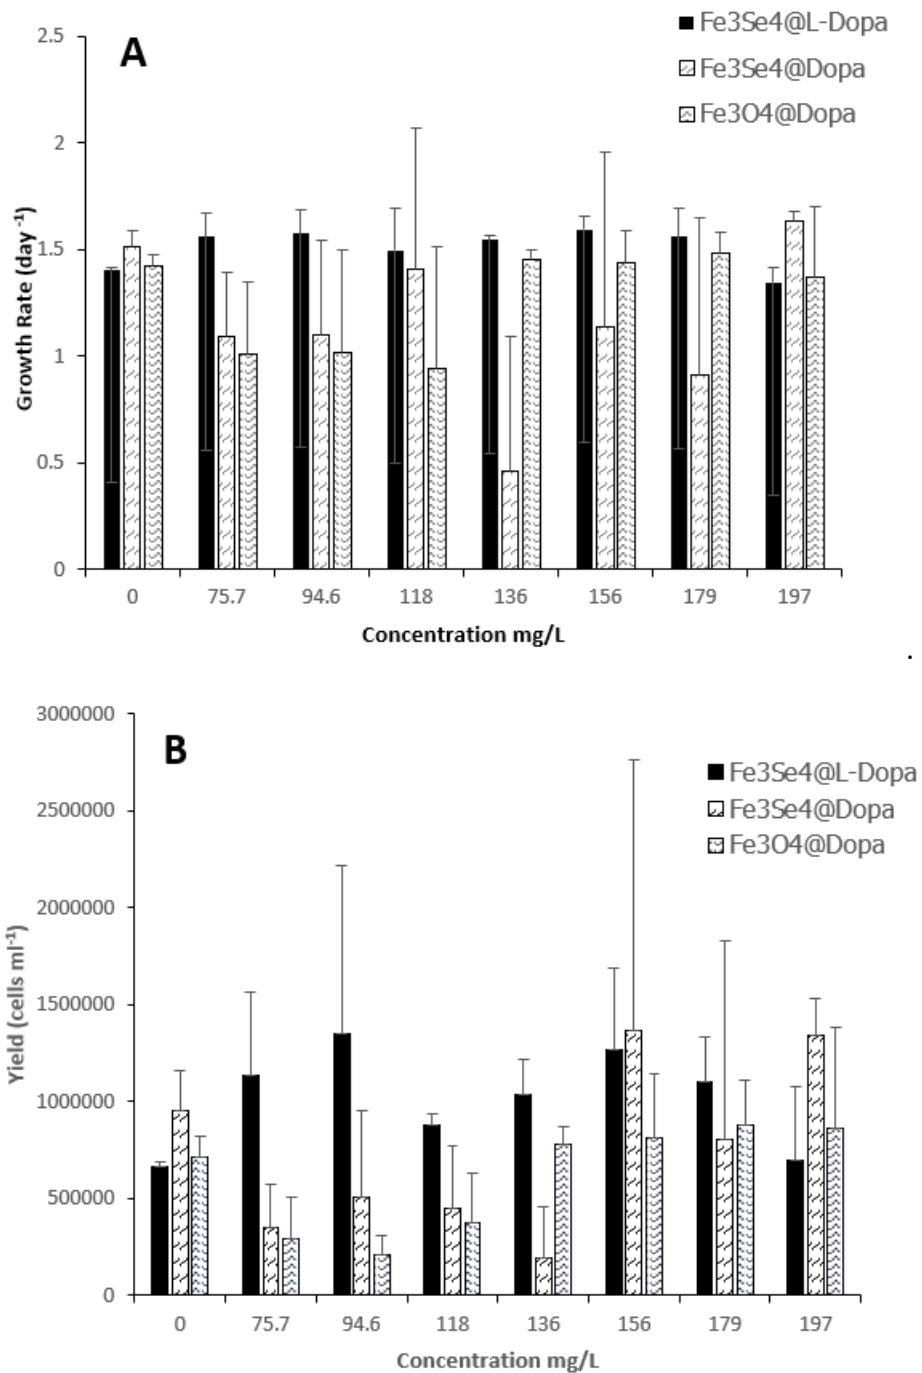 A
Fe3Se4@L-Dopa
Fe3Se4@Dopa
Fe3O4@Dopa
2.5
2
1.5
1
0.5
0
Growth Rate (day -1)
0 75.7 94.6 118 136 156 179 197
Concentration mg/L
.
B
Fe3Se4@L-Dopa
Fe3Se4@Dopa
Fe3O4@Dopa
3000000
2500000
2000000
1500000
1000000
500000
0
Yield (cells ml-1)
0 75.7 94.6 118 136 156 179 197
Concentration mg/L